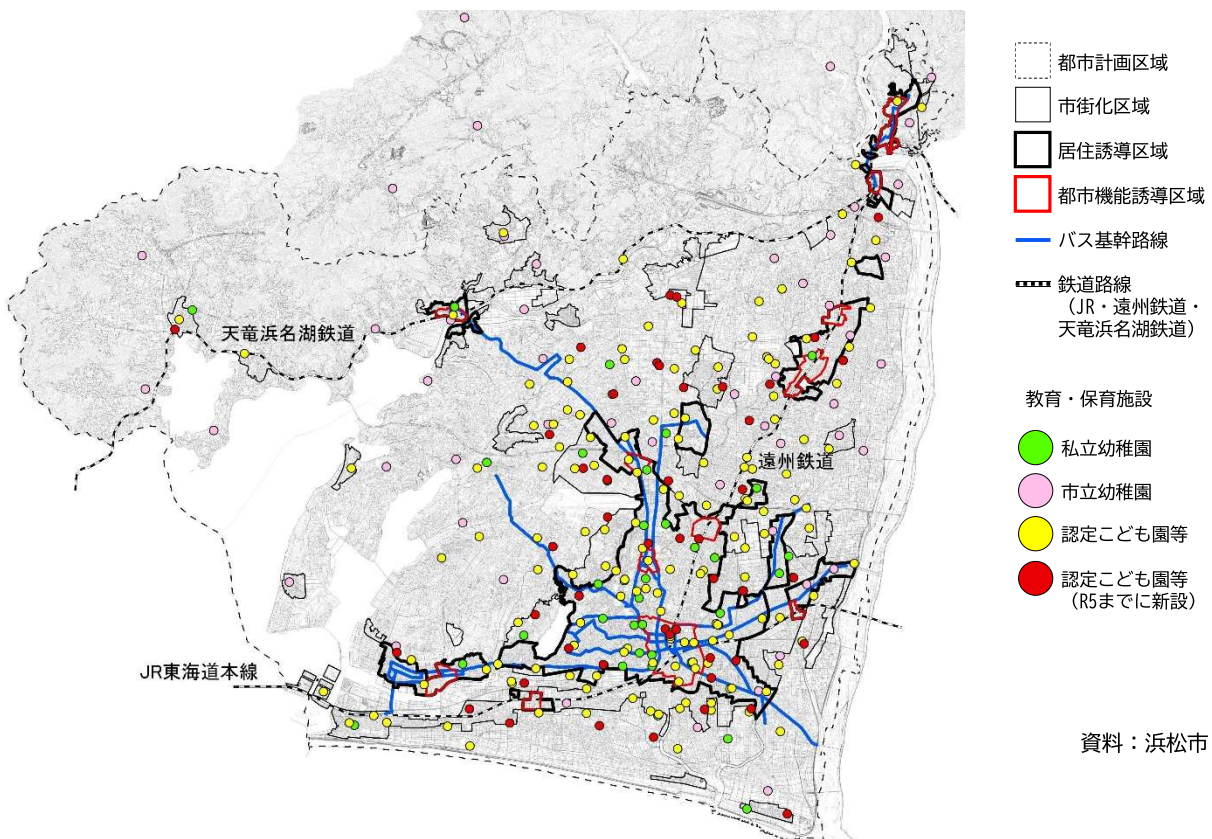 都市計画区域
市街化区域
居住誘導区域
都市機能誘導区域
バス基幹路線
鉄道路線
（JR・遠州鉄道・
天竜浜名湖鉄道）
教育・保育施設
私立幼稚園
市立幼稚園
認定こども園等
認定こども園等
（R5までに新設）
天竜浜名湖鉄道
遠州鉄道
JR東海道本線
資料：浜松市